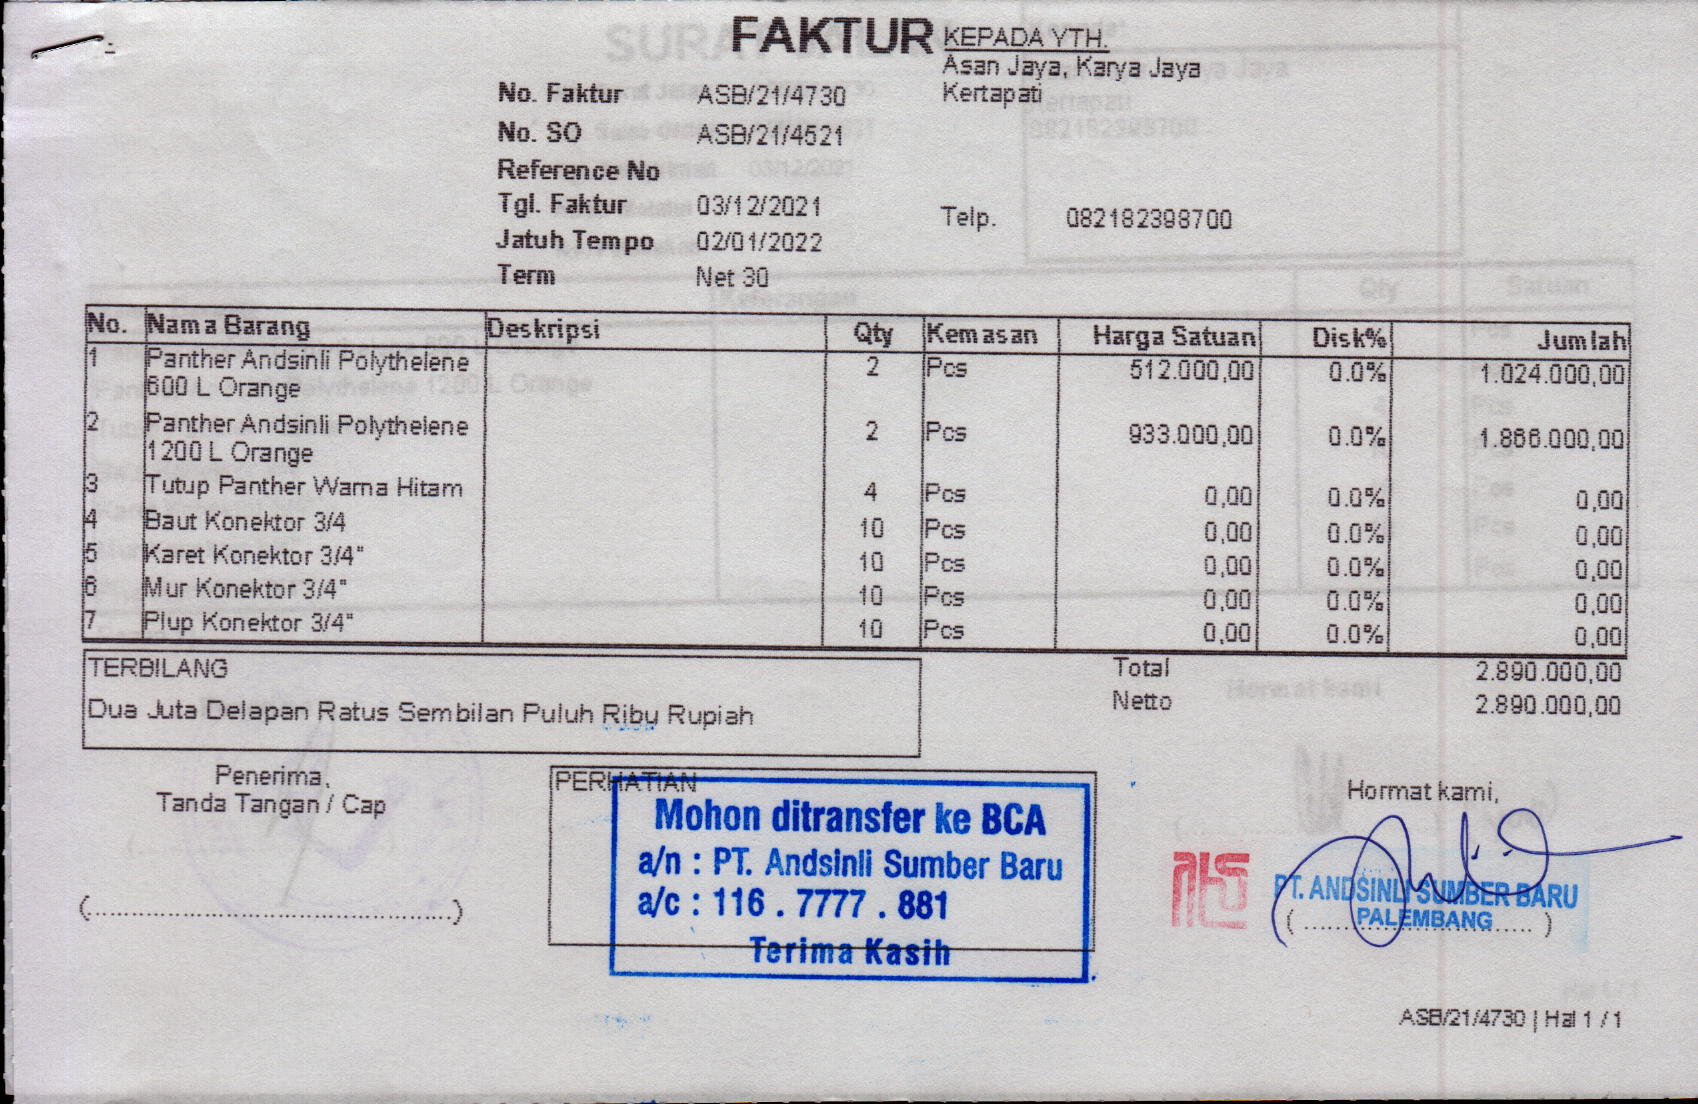 FAKTUR
KEPADA YTH.
Asan Jaya, Karya Jaya
Kertapati
No. Faktur ASB/21/4730
No. SO ASB/21/4521
Reference No
Tgl. Faktur 03/12/2021
Telp. 082182398700
Jatuh Tempo 02/01/2022
Term Net 30
No. Nama Barang Deskripsi Qty Kemasan Harga Satuan Disk% Jumlah
1 Panther Andsinli Polythelene 2 Pcs 512.000,00 0.0% 1.024.000,00
600 L Orange
2 Panther Andsinli Polythelene 2 Pcs 933.000,00 0.0% 1.866.000,00
1200 L Orange
3 Tutup Panther Warna Hitam 4 Pcs 0,00 0.0% 0,00
4 Baut Konektor 3/4 10 Pcs 0,00 0.0% 0,00
5 Karet Konektor 3/4" 10 Pcs 0,00 0.0% 0,00
6 Mur Konektor 3/4" 10 Pcs 0,00 0.0% 0,00
7 Plup Konektor 3/4" 10 Pcs 0,00 0.0% 0,00
TERBILANG
Dua Juta Delapan Ratus Sembilan Puluh Ribu Rupiah
Total 2.890.000,00
Netto 2.890.000,00
Penerima,
Tanda Tangan / Cap
(..................................................)
PERHATIAN
Mohon ditransfer ke BCA
a/n : PT. Andsinli Sumber Baru
a/c : 116 . 7777 . 881
Terima Kasih
Hormat kami,
PT. ANDSINLI SUMBER BARU
PALEMBANG
(..................................)
ASB/21/4730 | Hal 1 / 1